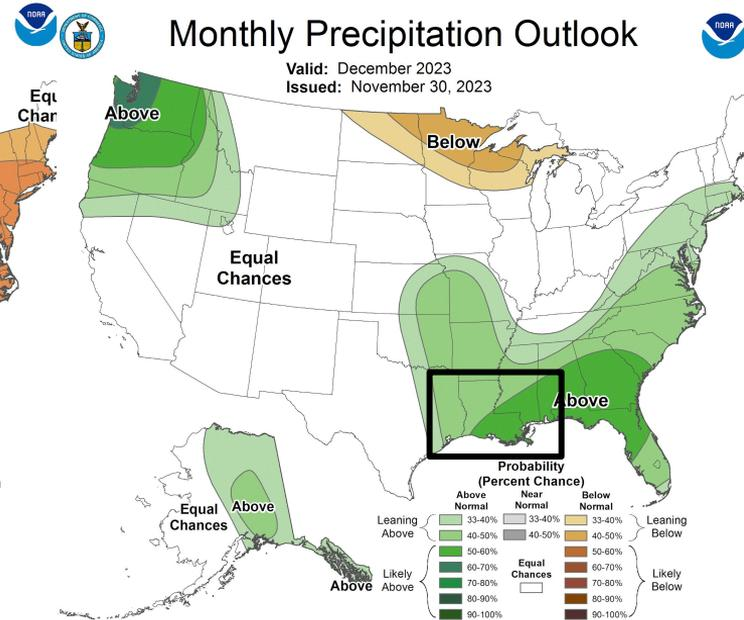 NOAA
NOAA
Monthly Precipitation Outlook
Valid: December 2023
Issued: November 30, 2023
Equ
Chan
Above
Below
Equal
Chances
Above
Equal
Chances
Above
Above
Probability
(Percent Chance)
Above
Normal
Near
Normal
Below
Normal
Leaning
Above
33-40%
40-50%
33-40%
40-50%
33-40%
40-50%
Leaning
Below
Likely
Above
50-60%
60-70%
70-80%
80-90%
90-100%
Equal
Chances
50-60%
60-70%
70-80%
80-90%
90-100%
Likely
Below